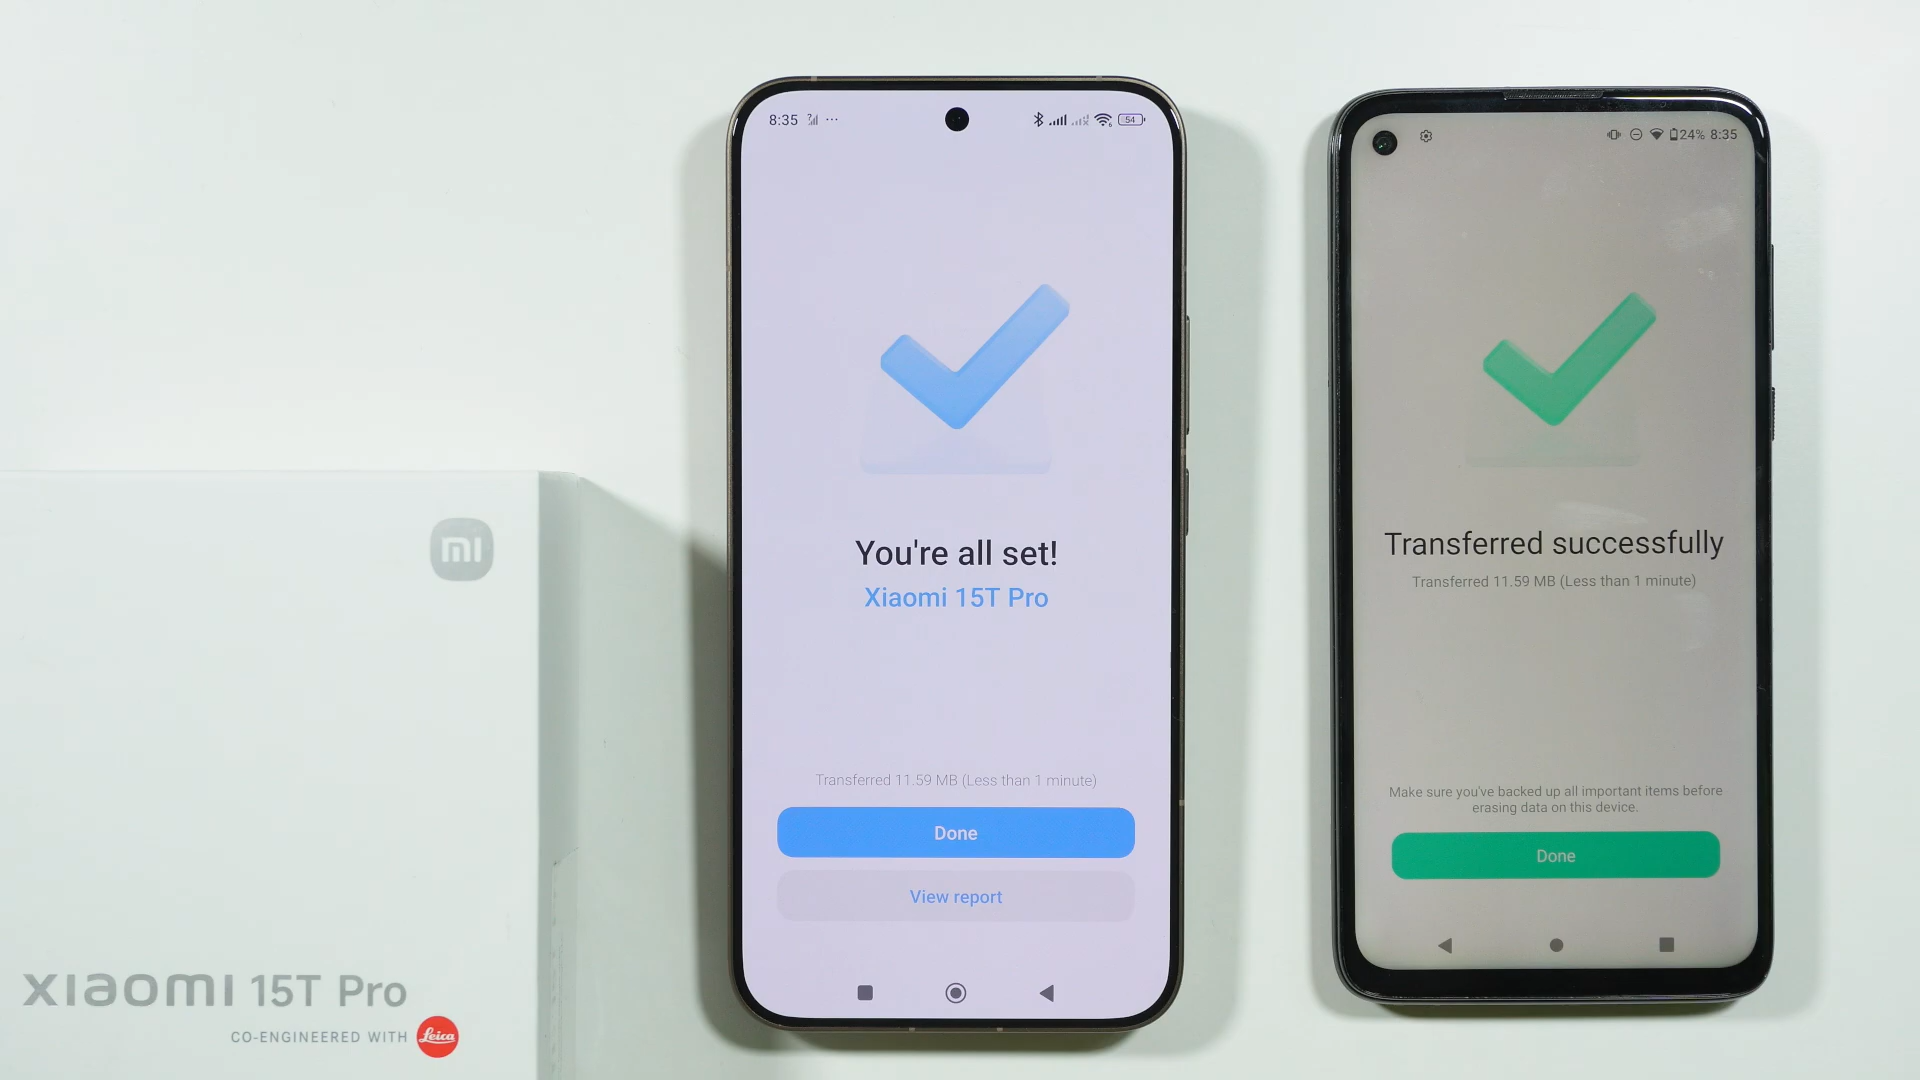 mi
xiaomi 15T Pro
CO-ENGINEERED WITH Leica
8:35
54
You're all set!
Xiaomi 15T Pro
Transferred 11.59 MB (Less than 1 minute)
Done
View report
24% 8:35
Transferred successfully
Transferred 11.59 MB (Less than 1 minute)
Make sure you've backed up all important items before
erasing data on this device.
Done